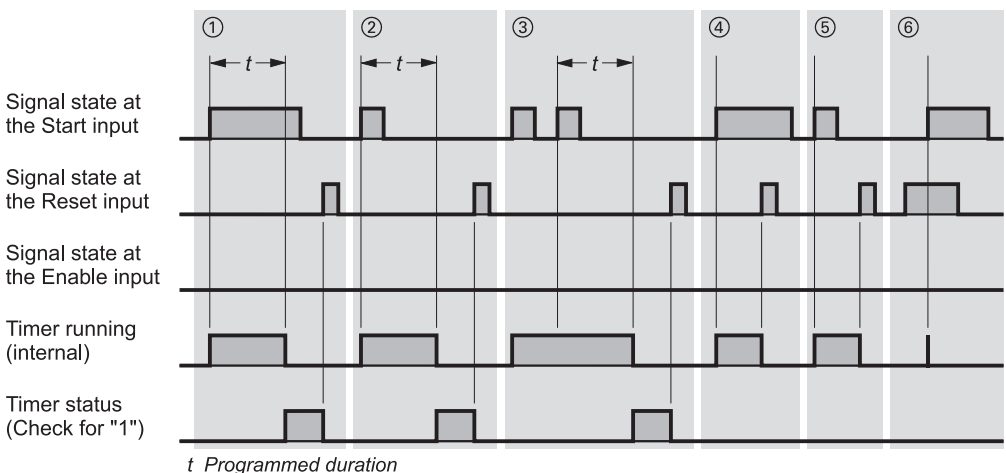 ① ② ③ ④ ⑤ ⑥
t t t
Signal state at
the Start input
Signal state at
the Reset input
Signal state at
the Enable input
Timer running
(internal)
Timer status
(Check for "1")
t Programmed duration